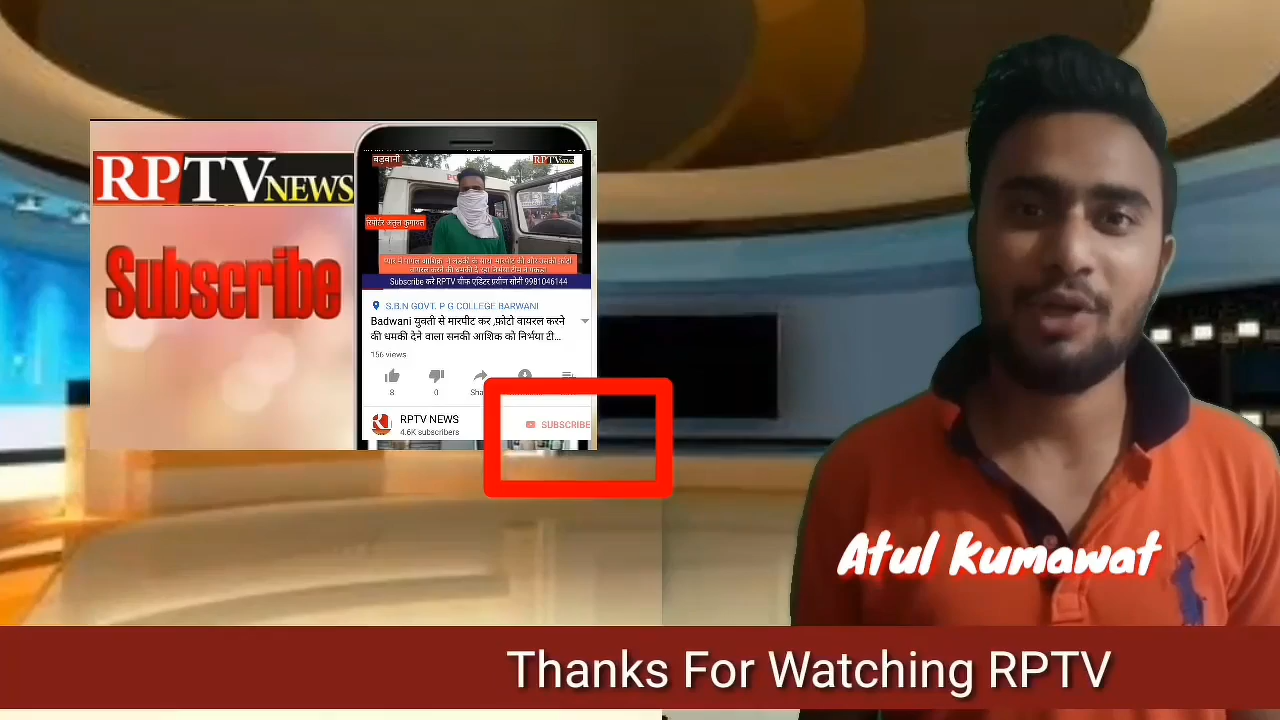 RPTV NEWS
Subscribe
बड़वानी
RPTV NEWS
रिपोर्टर अतुल कुमावत
Subscribe करे RPTV चीफ एडिटर प्रवीन सोनी 9981046144
S.B.N GOVT. P G COLLEGE BARWANI
Badwani युवती से मारपीट कर ,फ़ोटो वायरल करने
की धमकी देने वाला सनकी आशिक को निर्भया टी...
156 views
8
0
RPTV NEWS
4.6K subscribers
SUBSCRIBE
Atul Kumawat
Thanks For Watching RPTV